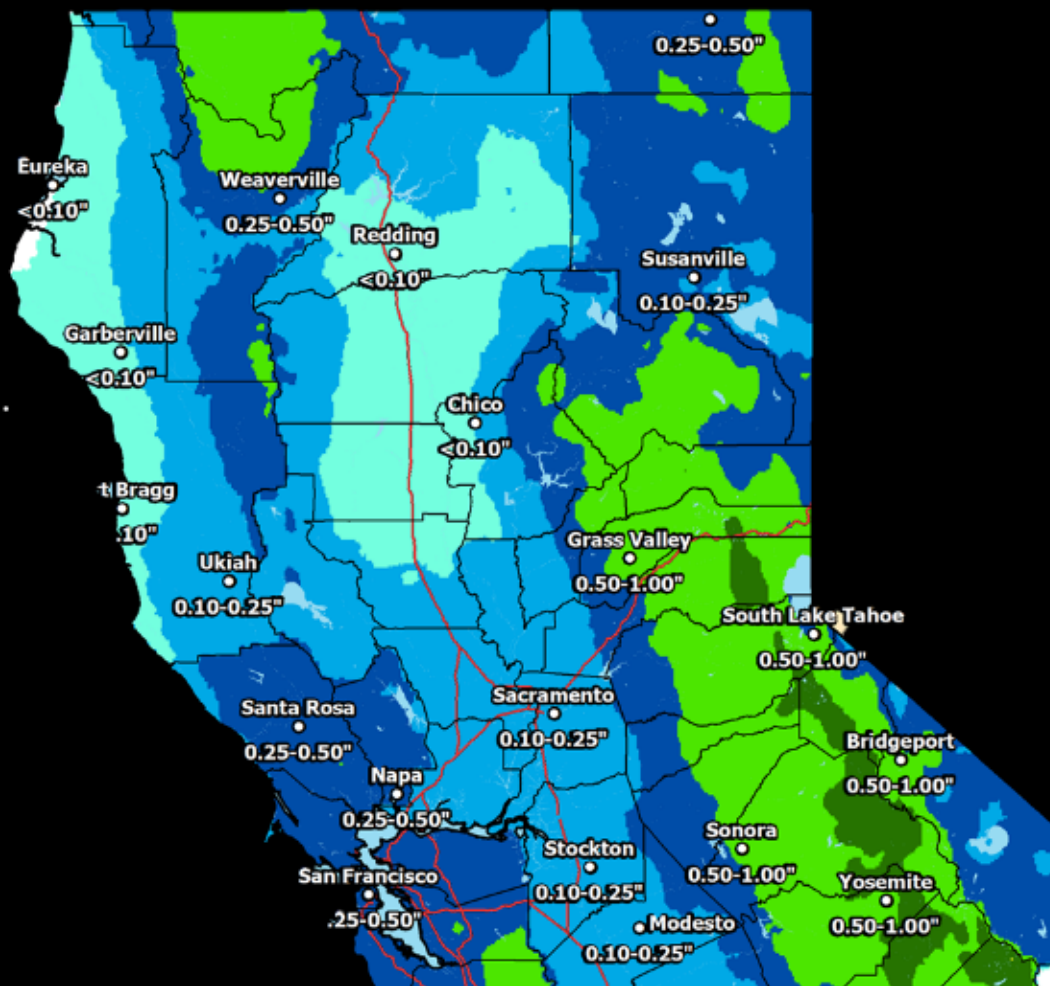 0.25-0.50"
Eureka
<0.10"
Weaverville
0.25-0.50"
Redding
<0.10"
Susanville
0.10-0.25"
Garberville
<0.10"
Chico
<0.10"
t Bragg
.10"
Ukiah
0.10-0.25"
Grass Valley
0.50-1.00"
South Lake Tahoe
0.50-1.00"
Santa Rosa
0.25-0.50"
Sacramento
0.10-0.25"
Bridgeport
0.50-1.00"
Napa
0.25-0.50"
Stockton
0.10-0.25"
Sonora
0.50-1.00"
San Francisco
.25-0.50"
Yosemite
0.50-1.00"
Modesto
0.10-0.25"